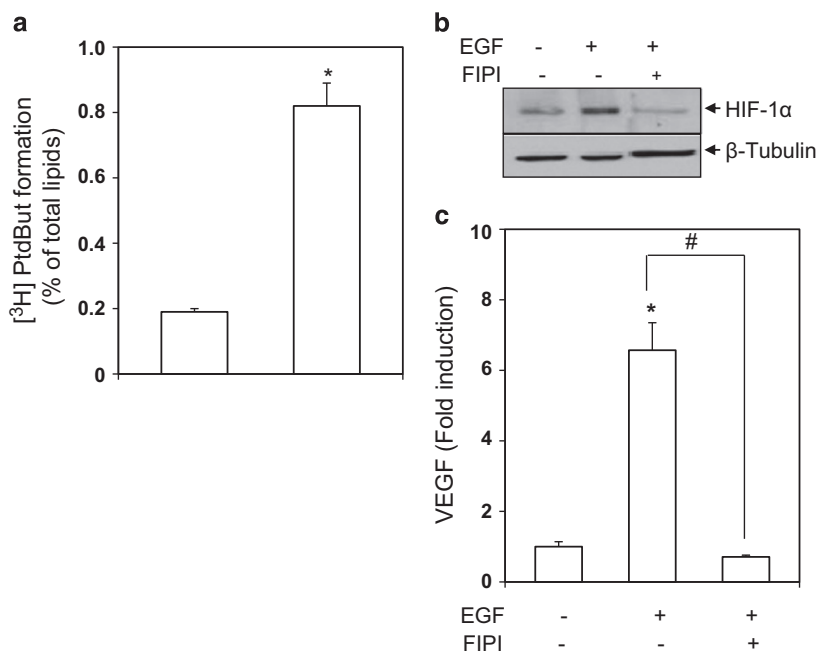 a
[³H] PtdBut formation
(% of total lipids)
1.0
0.8
0.6
0.4
0.2
0
*
b
EGF - + +
FIPI - - +
HIF-1α
β-Tubulin
c
VEGF (Fold induction)
10
8
6
4
2
0
*
#
EGF - + +
FIPI - - +